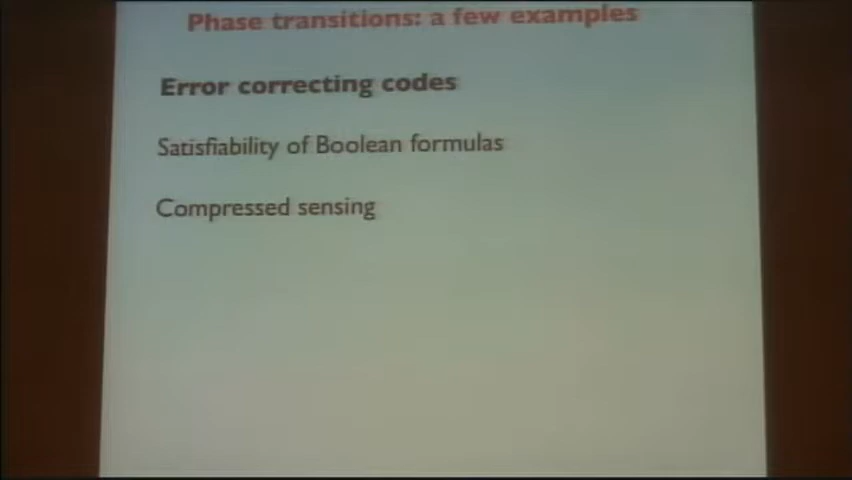 Phase transitions: a few examples
Error correcting codes
Satisfiability of Boolean formulas
Compressed sensing